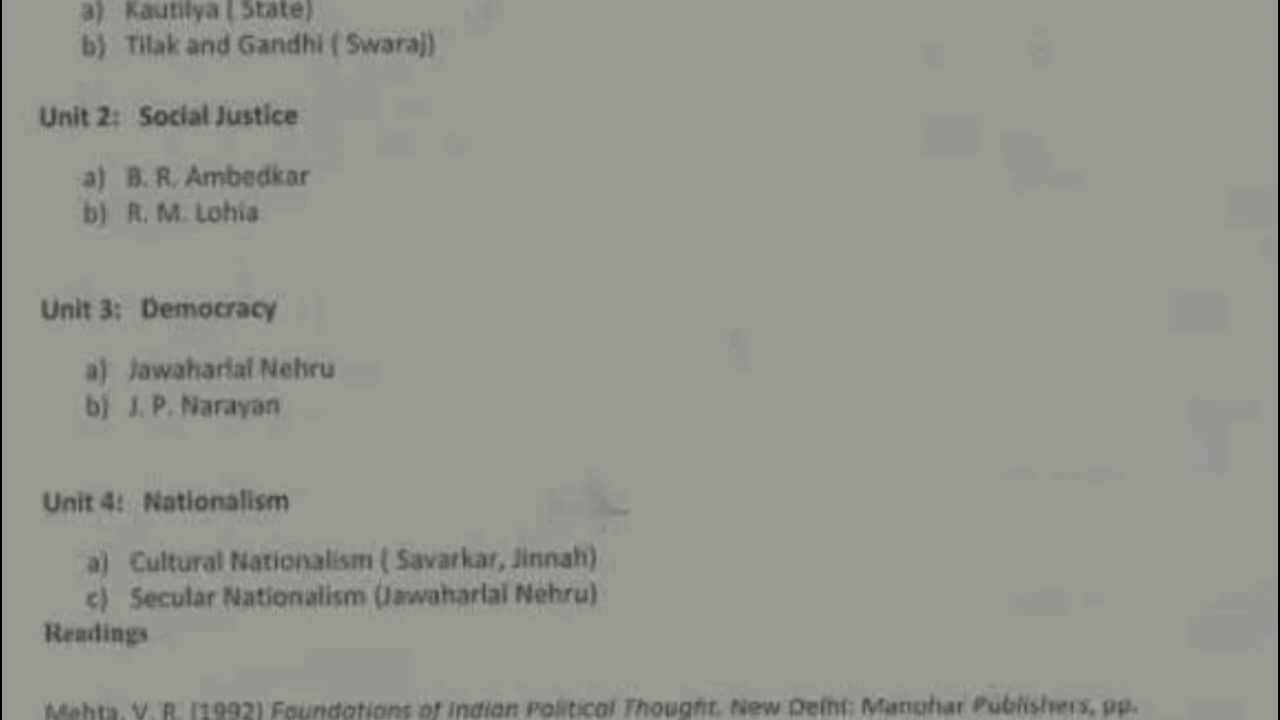 a) Kautilya ( State)
b) Tilak and Gandhi ( Swaraj)
Unit 2: Social Justice
a) B. R. Ambedkar
b) R. M. Lohia
Unit 3: Democracy
a) Jawaharlal Nehru
b) J. P. Narayan
Unit 4: Nationalism
a) Cultural Nationalism ( Savarkar, Jinnah)
c) Secular Nationalism (Jawaharlal Nehru)
Readings
Mehta, V. R. (1992) Foundations of Indian Political Thought. New Delhi: Manohar Publishers, pp.